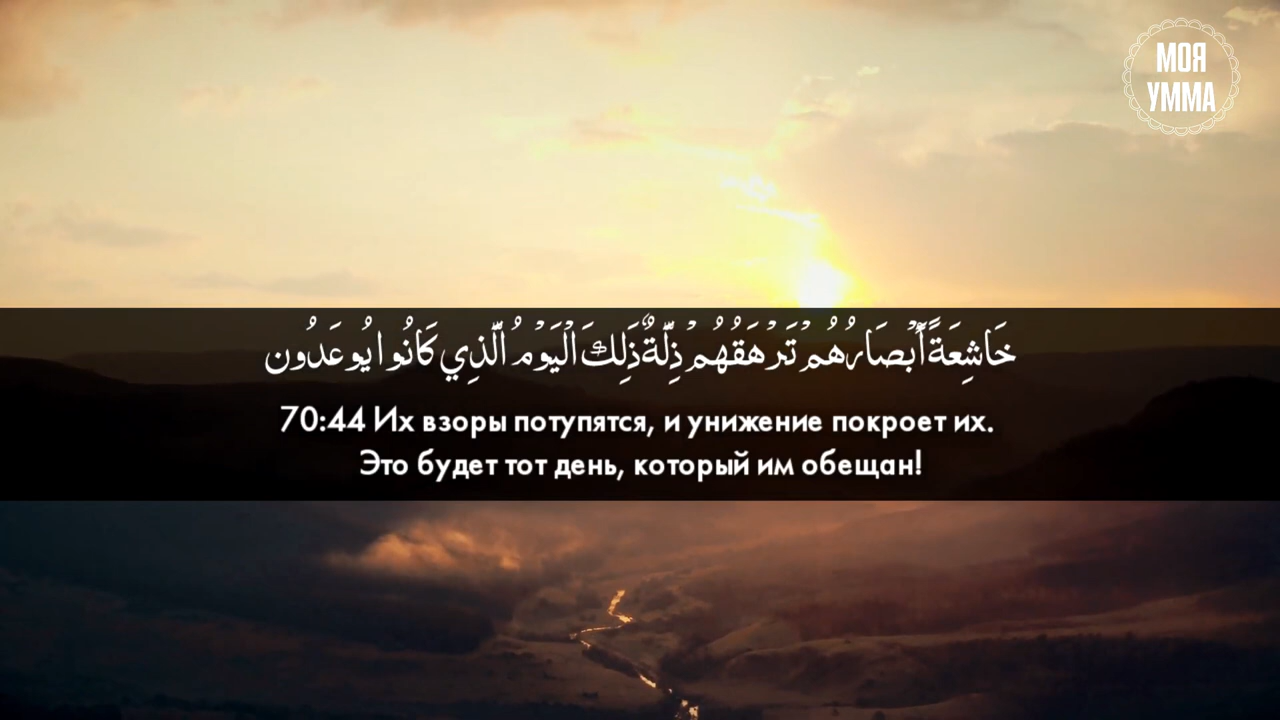 МОЯ
УММА
خَاشِعَةً أَبْصَارُهُمْ تَرْهَقُهُمْ ذِلَّةٌ ذَلِكَ الْيَوْمُ الَّذِي كَانُوا يُوعَدُون
70:44 Их взоры потупятся, и унижение покроет их.
Это будет тот день, который им обещан!